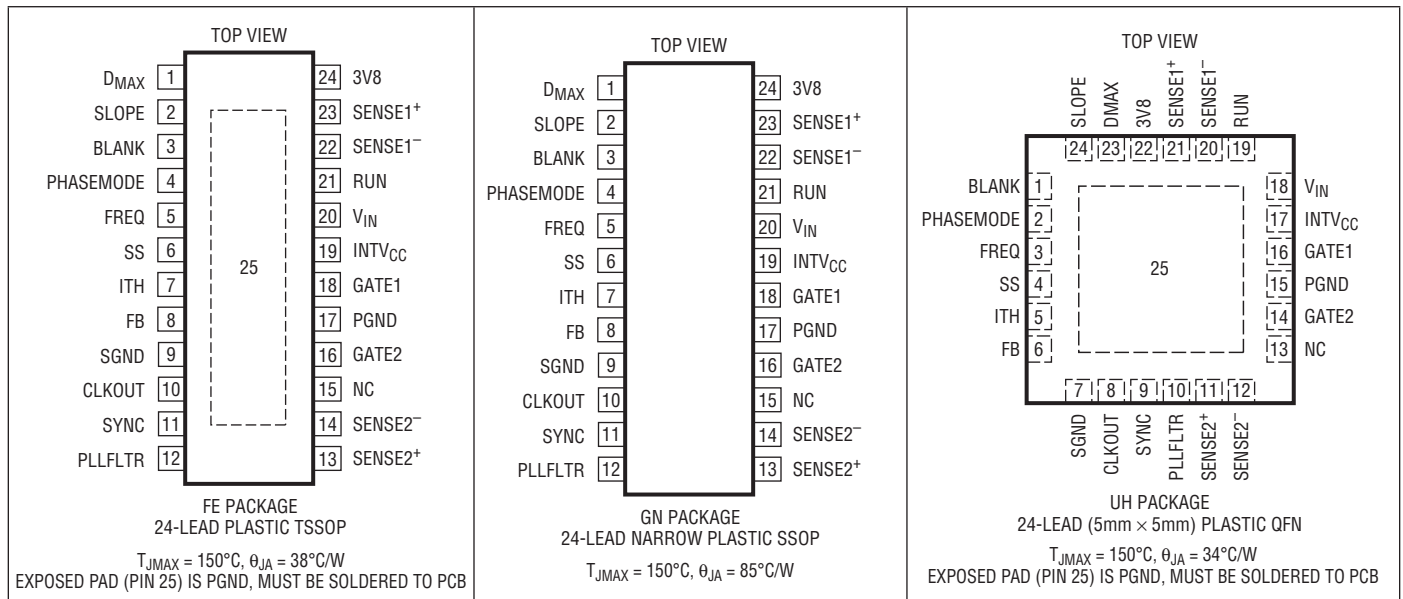 TOP VIEW
DMAX 1
SLOPE 2
BLANK 3
PHASEMODE 4
FREQ 5
SS 6
ITH 7
FB 8
SGND 9
CLKOUT 10
SYNC 11
PLLFLTR 12
24 3V8
23 SENSE1+
22 SENSE1–
21 RUN
20 VIN
19 INTVCC
18 GATE1
17 PGND
16 GATE2
15 NC
14 SENSE2–
13 SENSE2+
25
FE PACKAGE
24-LEAD PLASTIC TSSOP
TJMAX = 150°C, θJA = 38°C/W
EXPOSED PAD (PIN 25) IS PGND, MUST BE SOLDERED TO PCB
TOP VIEW
DMAX 1
SLOPE 2
BLANK 3
PHASEMODE 4
FREQ 5
SS 6
ITH 7
FB 8
SGND 9
CLKOUT 10
SYNC 11
PLLFLTR 12
24 3V8
23 SENSE1+
22 SENSE1–
21 RUN
20 VIN
19 INTVCC
18 GATE1
17 PGND
16 GATE2
15 NC
14 SENSE2–
13 SENSE2+
GN PACKAGE
24-LEAD NARROW PLASTIC SSOP
TJMAX = 150°C, θJA = 85°C/W
TOP VIEW
SLOPE 24
DMAX 23
3V8 22
SENSE1+ 21
SENSE1– 20
RUN 19
BLANK 1
PHASEMODE 2
FREQ 3
SS 4
ITH 5
FB 6
25
18 VIN
17 INTVCC
16 GATE1
15 PGND
14 GATE2
13 NC
7 SGND
8 CLKOUT
9 SYNC
10 PLLFLTR
11 SENSE2+
12 SENSE2–
UH PACKAGE
24-LEAD (5mm × 5mm) PLASTIC QFN
TJMAX = 150°C, θJA = 34°C/W
EXPOSED PAD (PIN 25) IS PGND, MUST BE SOLDERED TO PCB